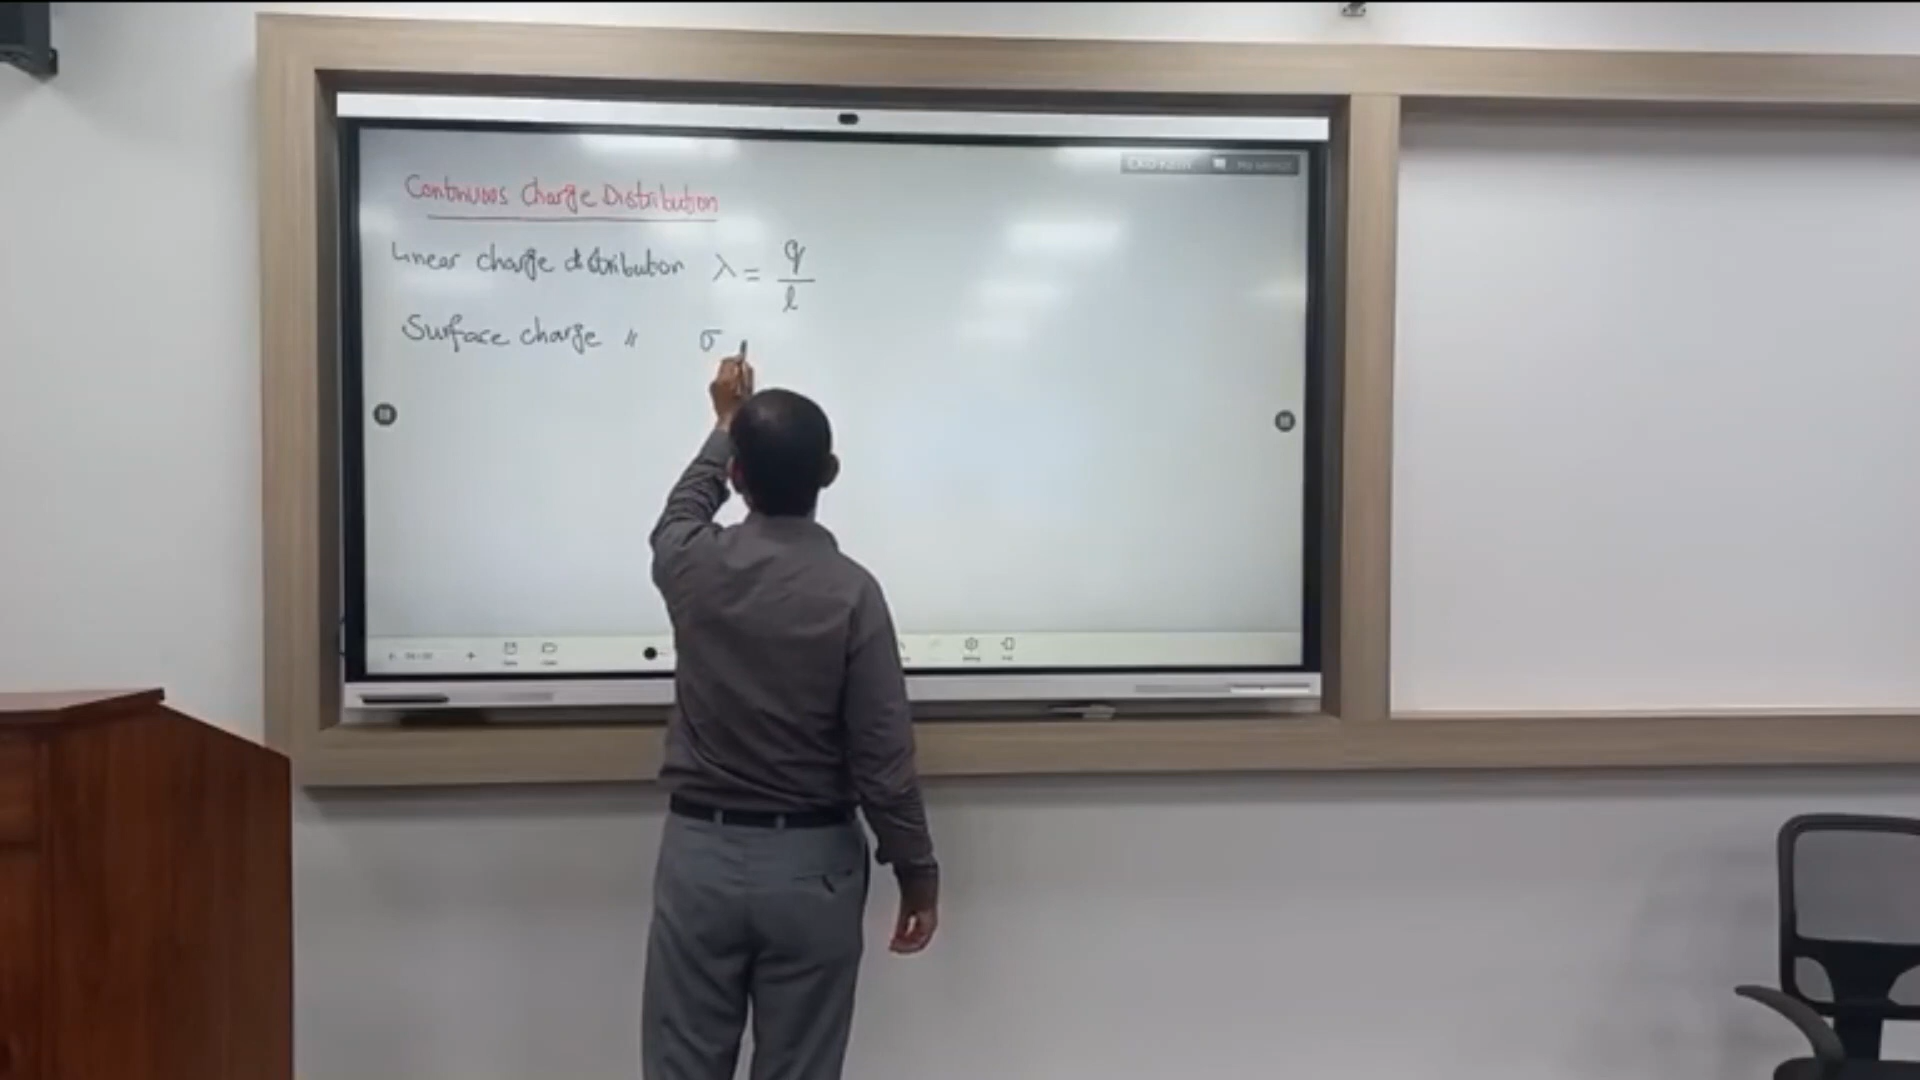 Continuous Charge Distribution
Linear charge distribution λ = q/l
Surface charge " σ